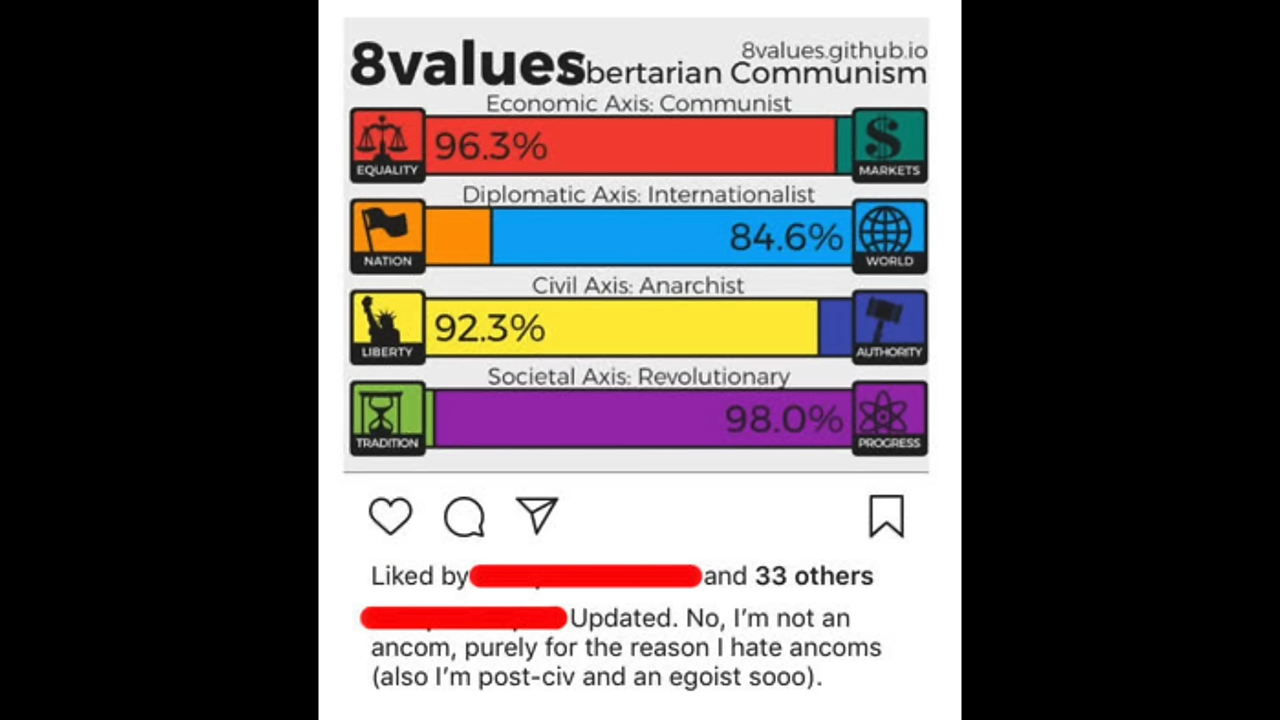 8values
8values.github.io
bertarian Communism
Economic Axis: Communist
EQUALITY
96.3%
MARKETS
Diplomatic Axis: Internationalist
NATION
84.6%
WORLD
Civil Axis: Anarchist
LIBERTY
92.3%
AUTHORITY
Societal Axis: Revolutionary
TRADITION
98.0%
PROGRESS
Liked by and 33 others
Updated. No, I'm not an
ancom, purely for the reason I hate ancoms
(also I'm post-civ and an egoist sooo).